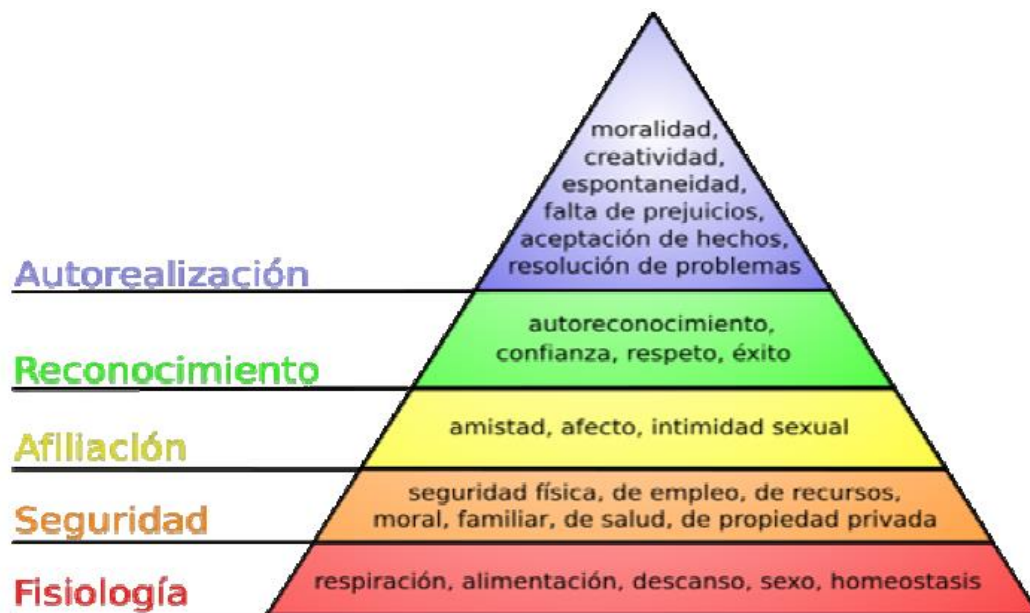 moralidad,
creatividad,
espontaneidad,
falta de prejuicios,
aceptación de hechos,
resolución de problemas
Autorealización
autoreconocimiento,
confianza, respeto, éxito
Reconocimiento
amistad, afecto, intimidad sexual
Afiliación
seguridad física, de empleo, de recursos,
moral, familiar, de salud, de propiedad privada
Seguridad
respiración, alimentación, descanso, sexo, homeostasis
Fisiología